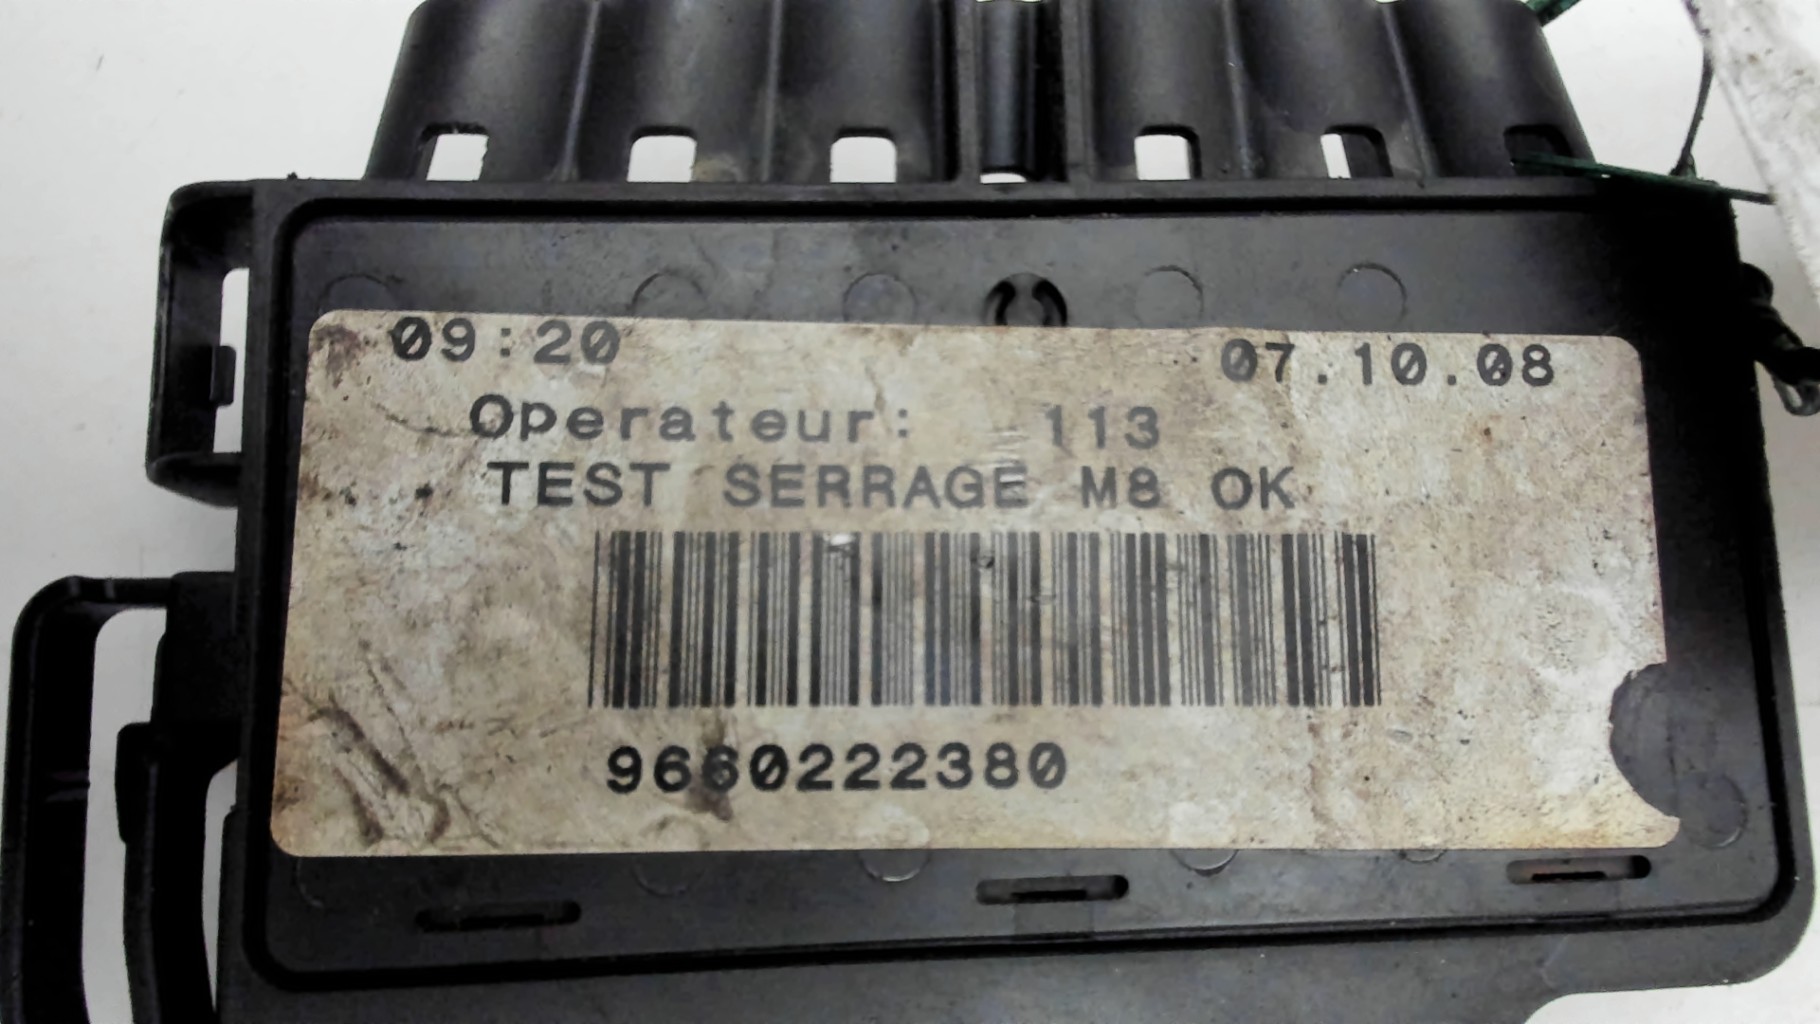 09:20 07.10.08
Operateur: 113
TEST SERRAGE M8 OK
9660222380